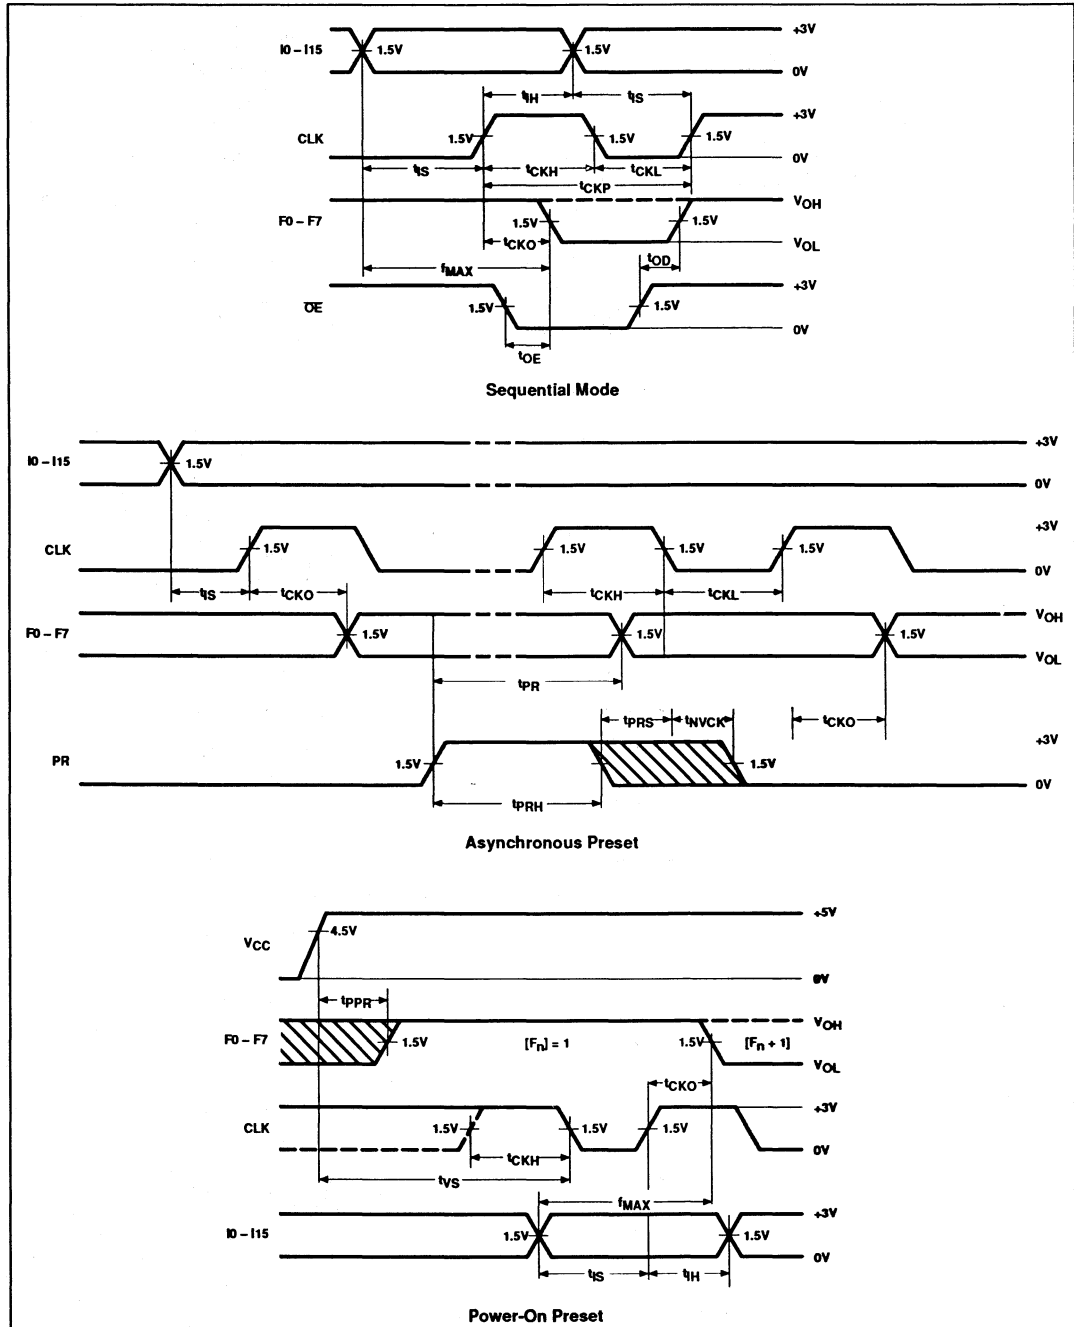 I0 – I15
1.5V
1.5V
+3V
0V
tIH
tIS
CLK
1.5V
1.5V
1.5V
+3V
0V
tIS
tCKH
tCKL
tCKP
F0 – F7
1.5V
1.5V
VOH
VOL
tCKO
fMAX
tOD
OE
1.5V
1.5V
+3V
0V
tOE
Sequential Mode
I0 – I15
1.5V
+3V
0V
CLK
1.5V
1.5V
1.5V
1.5V
+3V
0V
tIS
tCKO
tCKH
tCKL
F0 – F7
1.5V
1.5V
1.5V
VOH
VOL
tPR
tPRS
tNVCK
tCKO
PR
1.5V
1.5V
+3V
0V
tPRH
Asynchronous Preset
VCC
4.5V
+5V
0V
tPPR
F0 – F7
1.5V
[Fn] = 1
1.5V
[Fn + 1]
VOH
VOL
tCKO
CLK
1.5V
1.5V
1.5V
+3V
0V
tCKH
tVS
fMAX
I0 – I15
1.5V
1.5V
+3V
0V
tIS
tIH
Power-On Preset